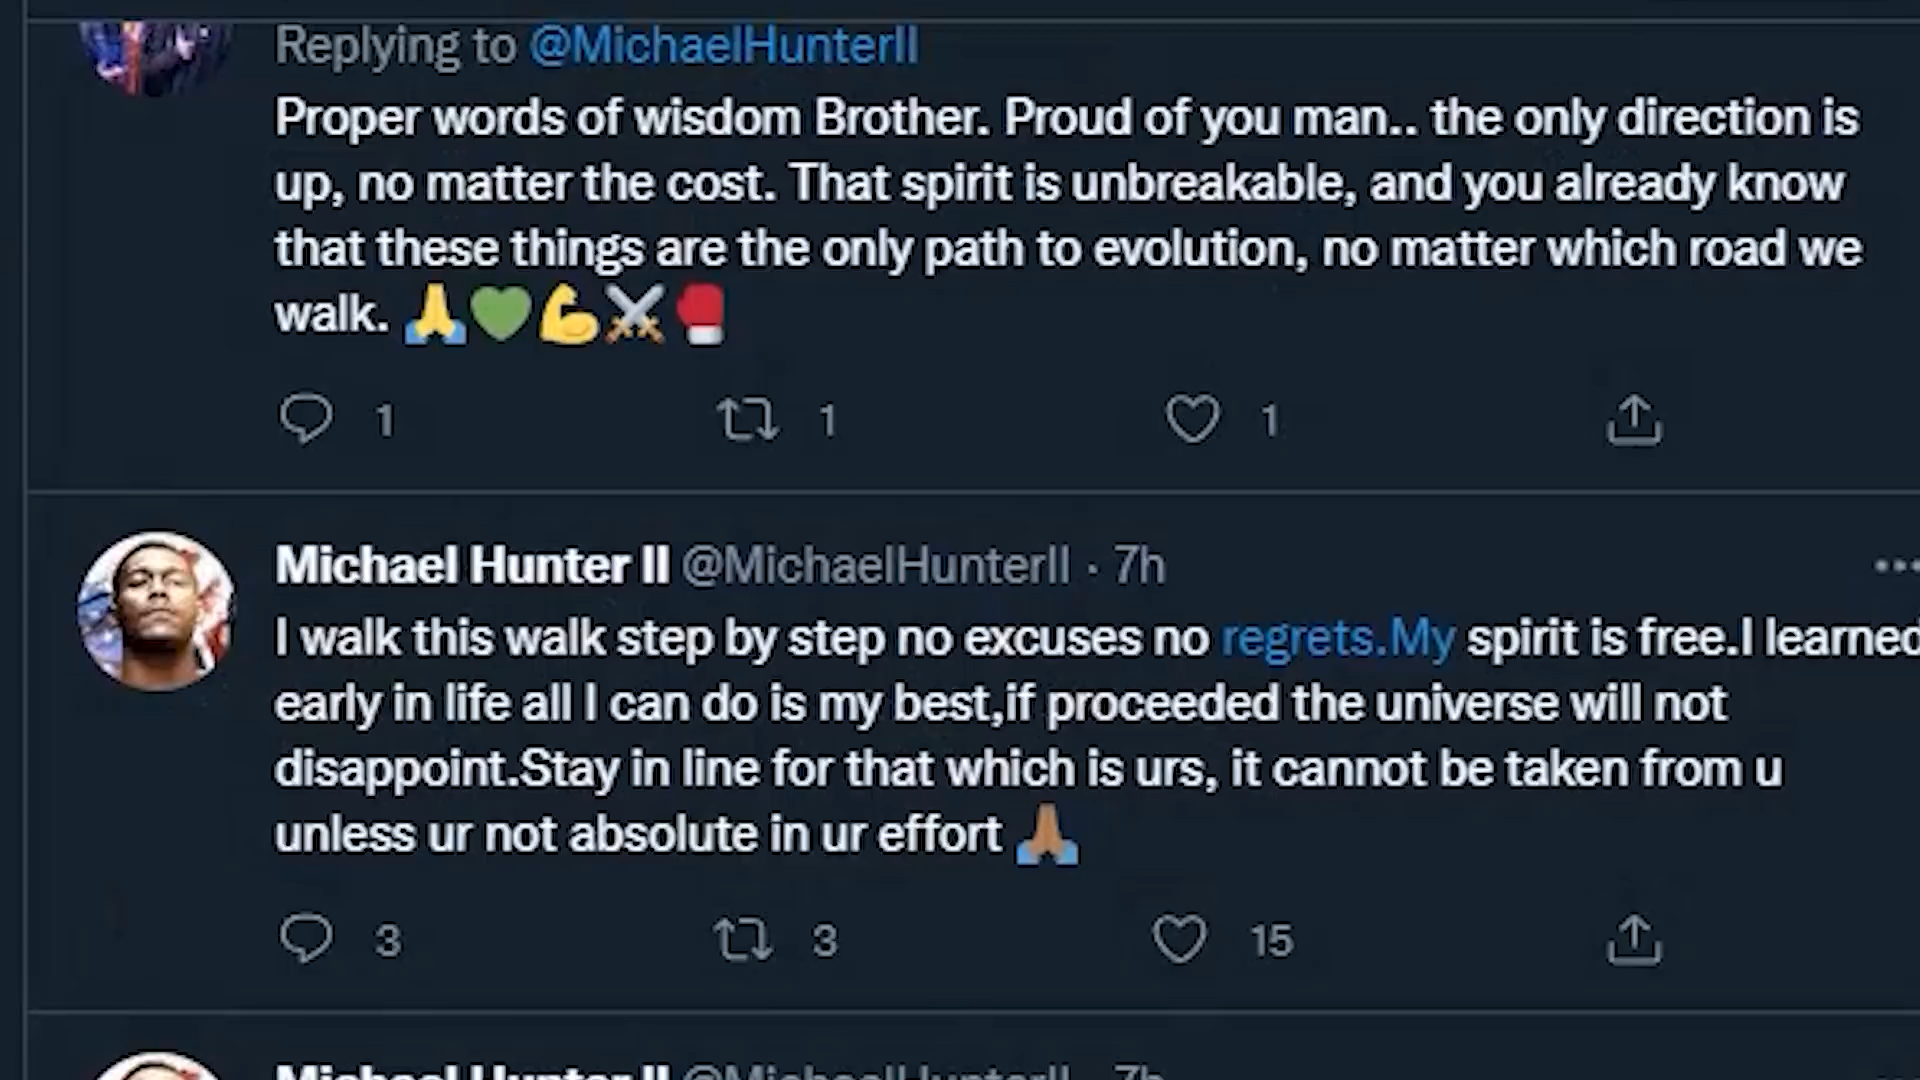 Replying to @MichaelHunterII
Proper words of wisdom Brother. Proud of you man.. the only direction is
up, no matter the cost. That spirit is unbreakable, and you already know
that these things are the only path to evolution, no matter which road we
walk. 🙏💚💪⚔️🥊
1 1 1
Michael Hunter II @MichaelHunterII · 7h
I walk this walk step by step no excuses no regrets.My spirit is free.I learned
early in life all I can do is my best,if proceeded the universe will not
disappoint.Stay in line for that which is urs, it cannot be taken from u
unless ur not absolute in ur effort 🙏🏽
3 3 15
Michael Hunter II @MichaelHunterII · 7h